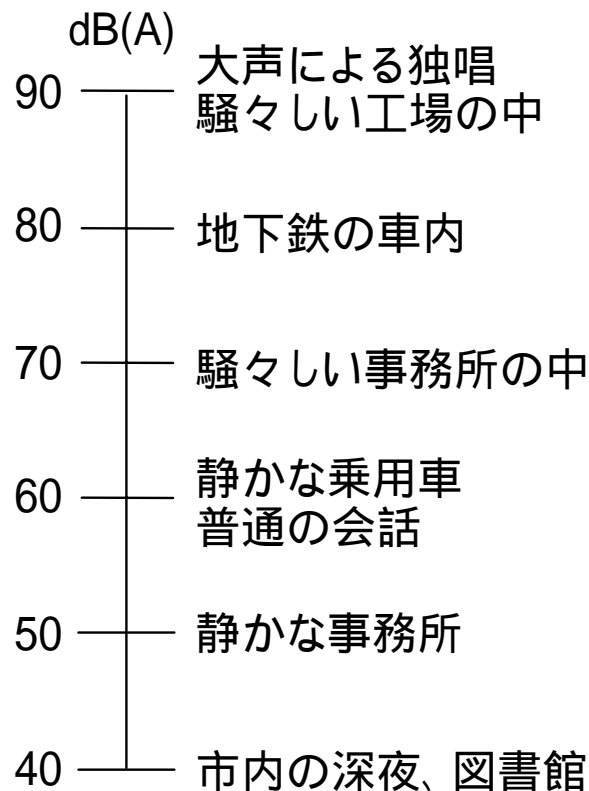 dB(A)
90
大声による独唱
騒々しい工場の中
80
地下鉄の車内
70
騒々しい事務所の中
60
静かな乗用車
普通の会話
50
静かな事務所
40
市内の深夜、図書館